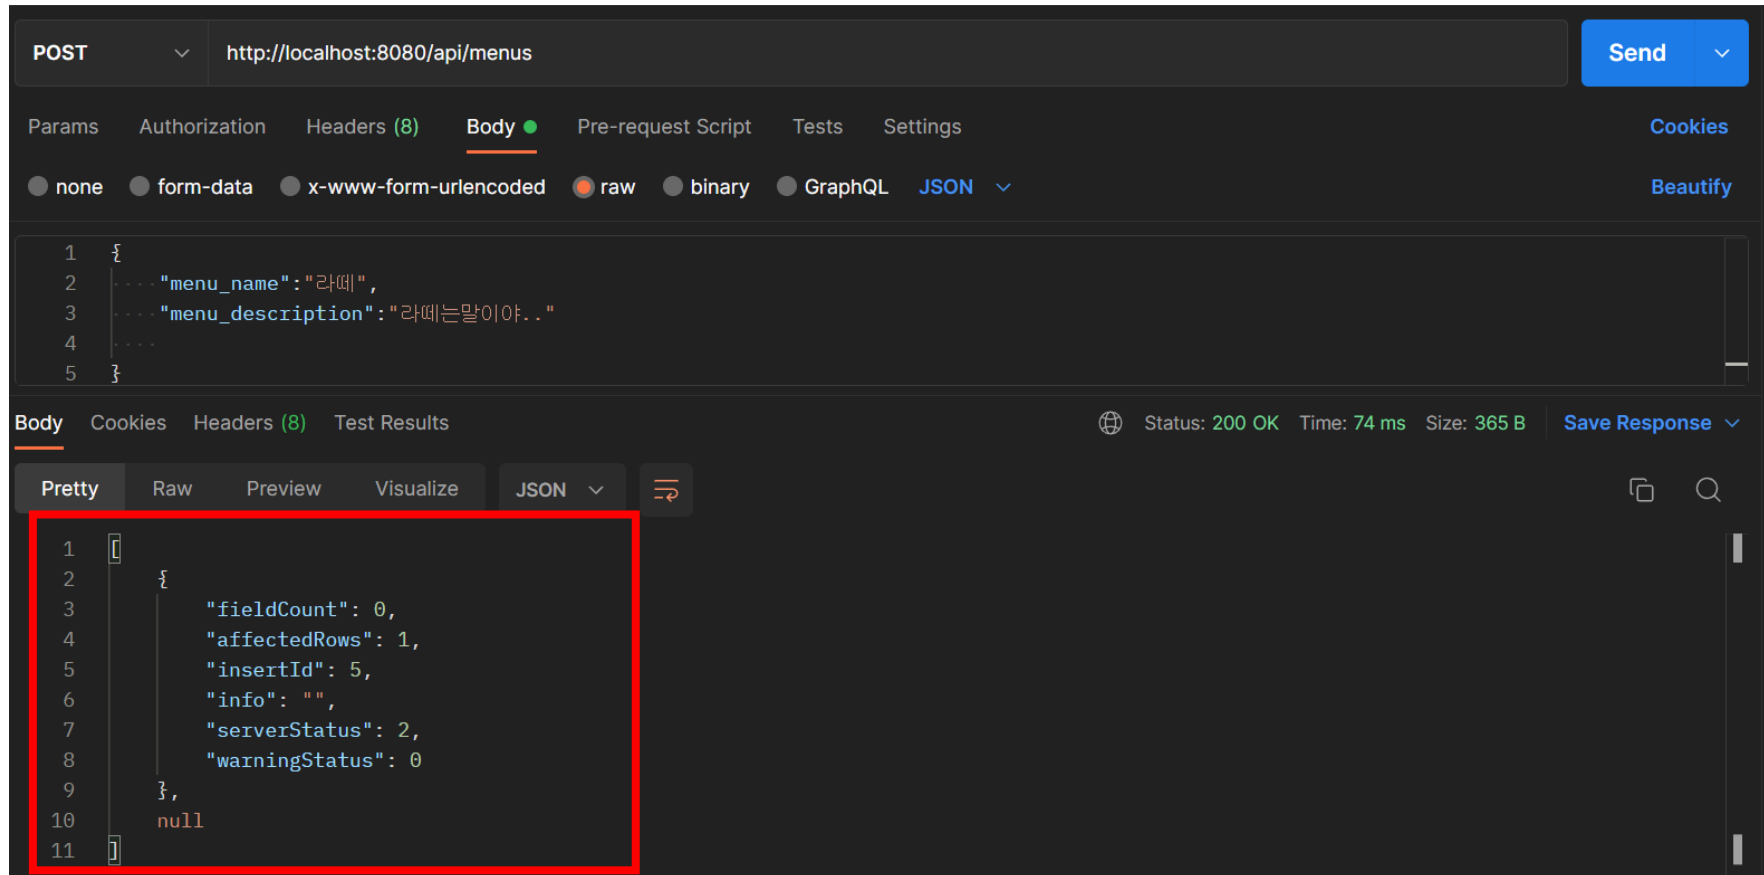 POST http://localhost:8080/api/menus Send
Params Authorization Headers (8) Body Pre-request Script Tests Settings Cookies
none form-data x-www-form-urlencoded raw binary GraphQL JSON Beautify
1 {
2 ····"menu_name":"라떼",
3 ····"menu_description":"라떼는말이야.."
4 ····
5 }
Body Cookies Headers (8) Test Results Status: 200 OK Time: 74 ms Size: 365 B Save Response
Pretty Raw Preview Visualize JSON
1 [
2 {
3 "fieldCount": 0,
4 "affectedRows": 1,
5 "insertId": 5,
6 "info": "",
7 "serverStatus": 2,
8 "warningStatus": 0
9 },
10 null
11 ]